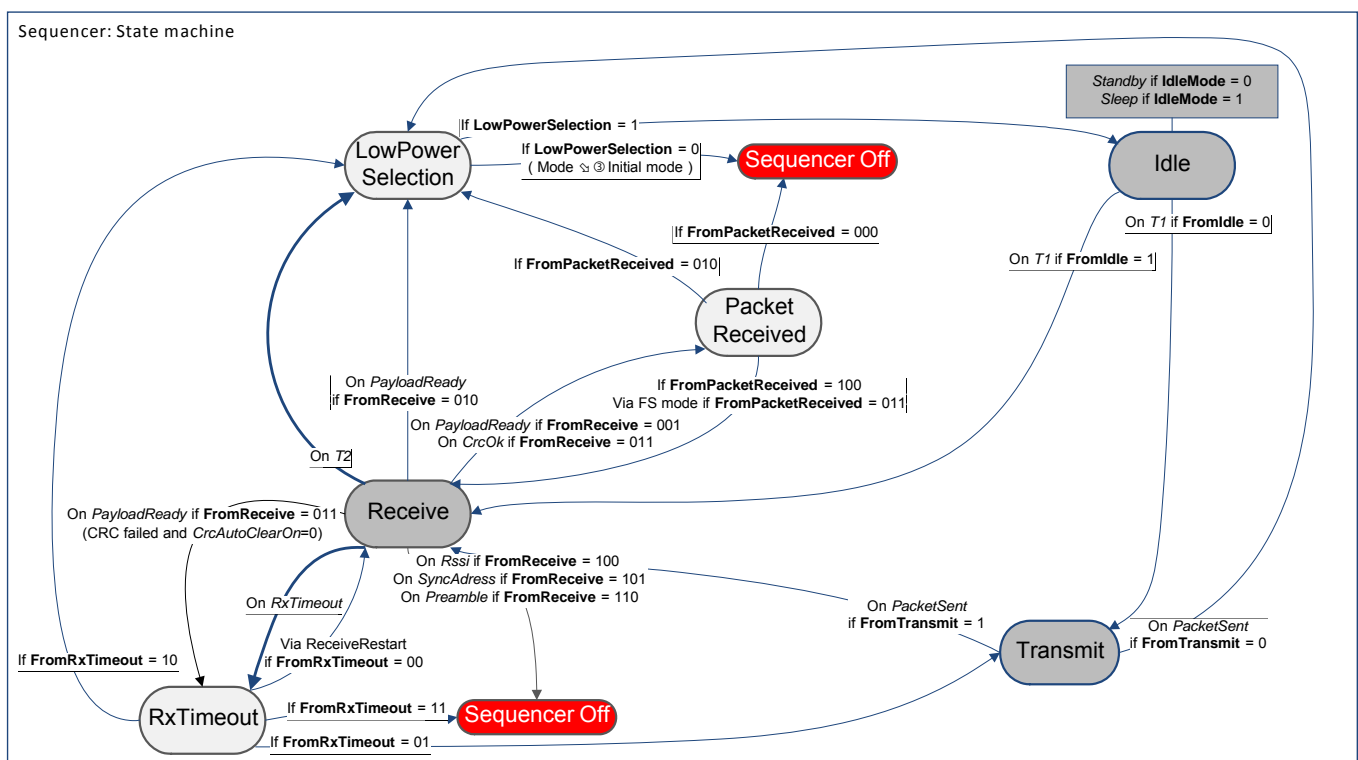 Sequencer: State machine
Standby if IdleMode = 0
Sleep if IdleMode = 1
If LowPowerSelection = 1
LowPower
Selection
If LowPowerSelection = 0
( Mode ⇘ ③ Initial mode )
Sequencer Off
Idle
On T1 if FromIdle = 0
If FromPacketReceived = 000
On T1 if FromIdle = 1
If FromPacketReceived = 010
Packet
Received
On PayloadReady
if FromReceive = 010
If FromPacketReceived = 100
Via FS mode if FromPacketReceived = 011
On PayloadReady if FromReceive = 001
On CrcOk if FromReceive = 011
On T2
On PayloadReady if FromReceive = 011
(CRC failed and CrcAutoClearOn=0)
Receive
On Rssi if FromReceive = 100
On SyncAdress if FromReceive = 101
On Preamble if FromReceive = 110
On RxTimeout
On PacketSent
if FromTransmit = 1
Via ReceiveRestart
if FromRxTimeout = 00
On PacketSent
if FromTransmit = 0
Transmit
If FromRxTimeout = 10
RxTimeout
If FromRxTimeout = 11
Sequencer Off
If FromRxTimeout = 01